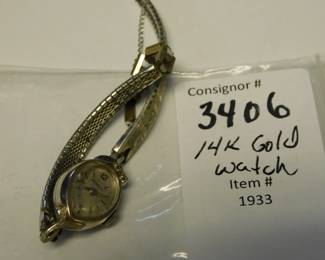 Consignor #
3406
14K Gold
watch
Item #
1933